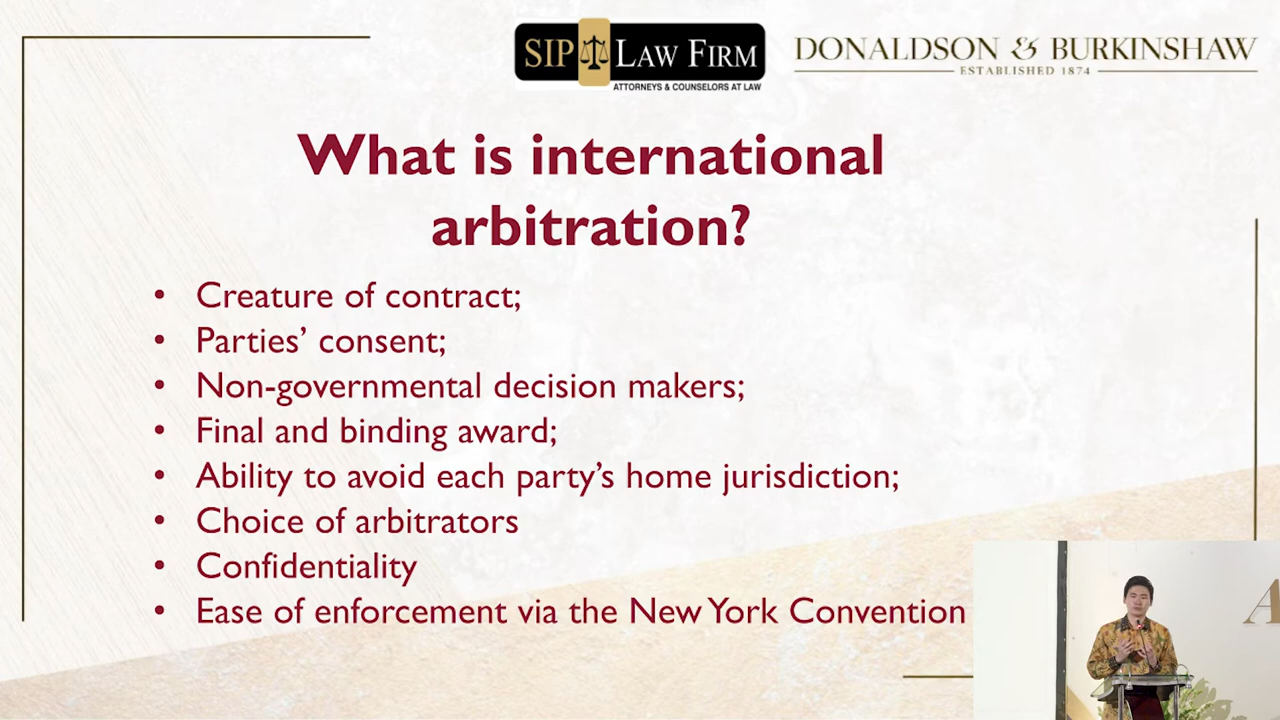 SIP LAW FIRM
ATTORNEYS & COUNSELORS AT LAW
DONALDSON & BURKINSHAW
ESTABLISHED 1874
What is international
arbitration?
• Creature of contract;
• Parties’ consent;
• Non-governmental decision makers;
• Final and binding award;
• Ability to avoid each party’s home jurisdiction;
• Choice of arbitrators
• Confidentiality
• Ease of enforcement via the New York Convention
A